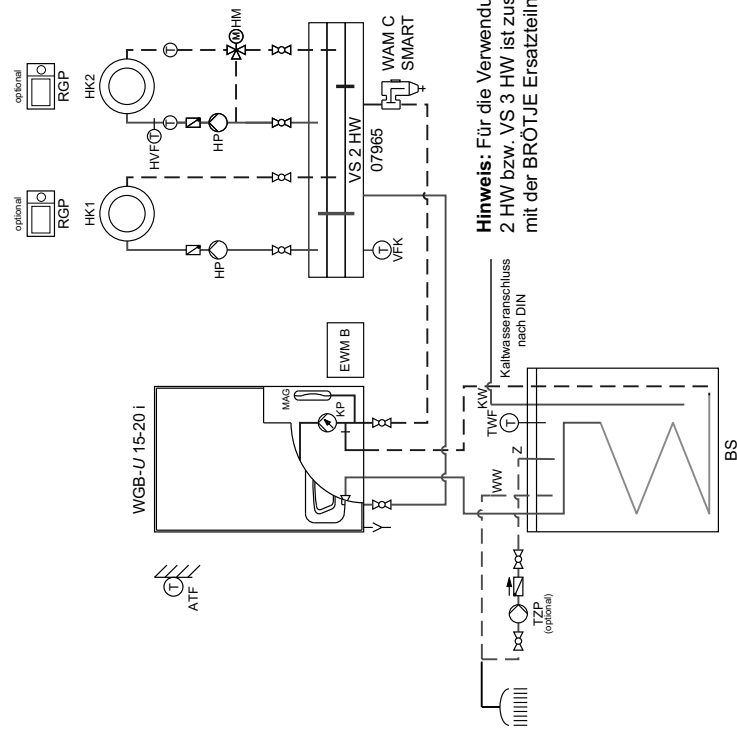 optional
RGP
HK1
HP
optional
RGP
HK2
HVF
T
T
T
HP
M
HM
VS 2 HW
07965
WAM C
SMART
T
VFK
Hinweis: Für die Verwendu
2 HW bzw. VS 3 HW ist zus
mit der BRÖTJE Ersatzteiln
WGB-U 15-20 i
MAG
KP
EWM B
T
ATF
Kaltwasseranschluss
nach DIN
KW
TWF
T
Z
WW
TZP
(optional)
BS